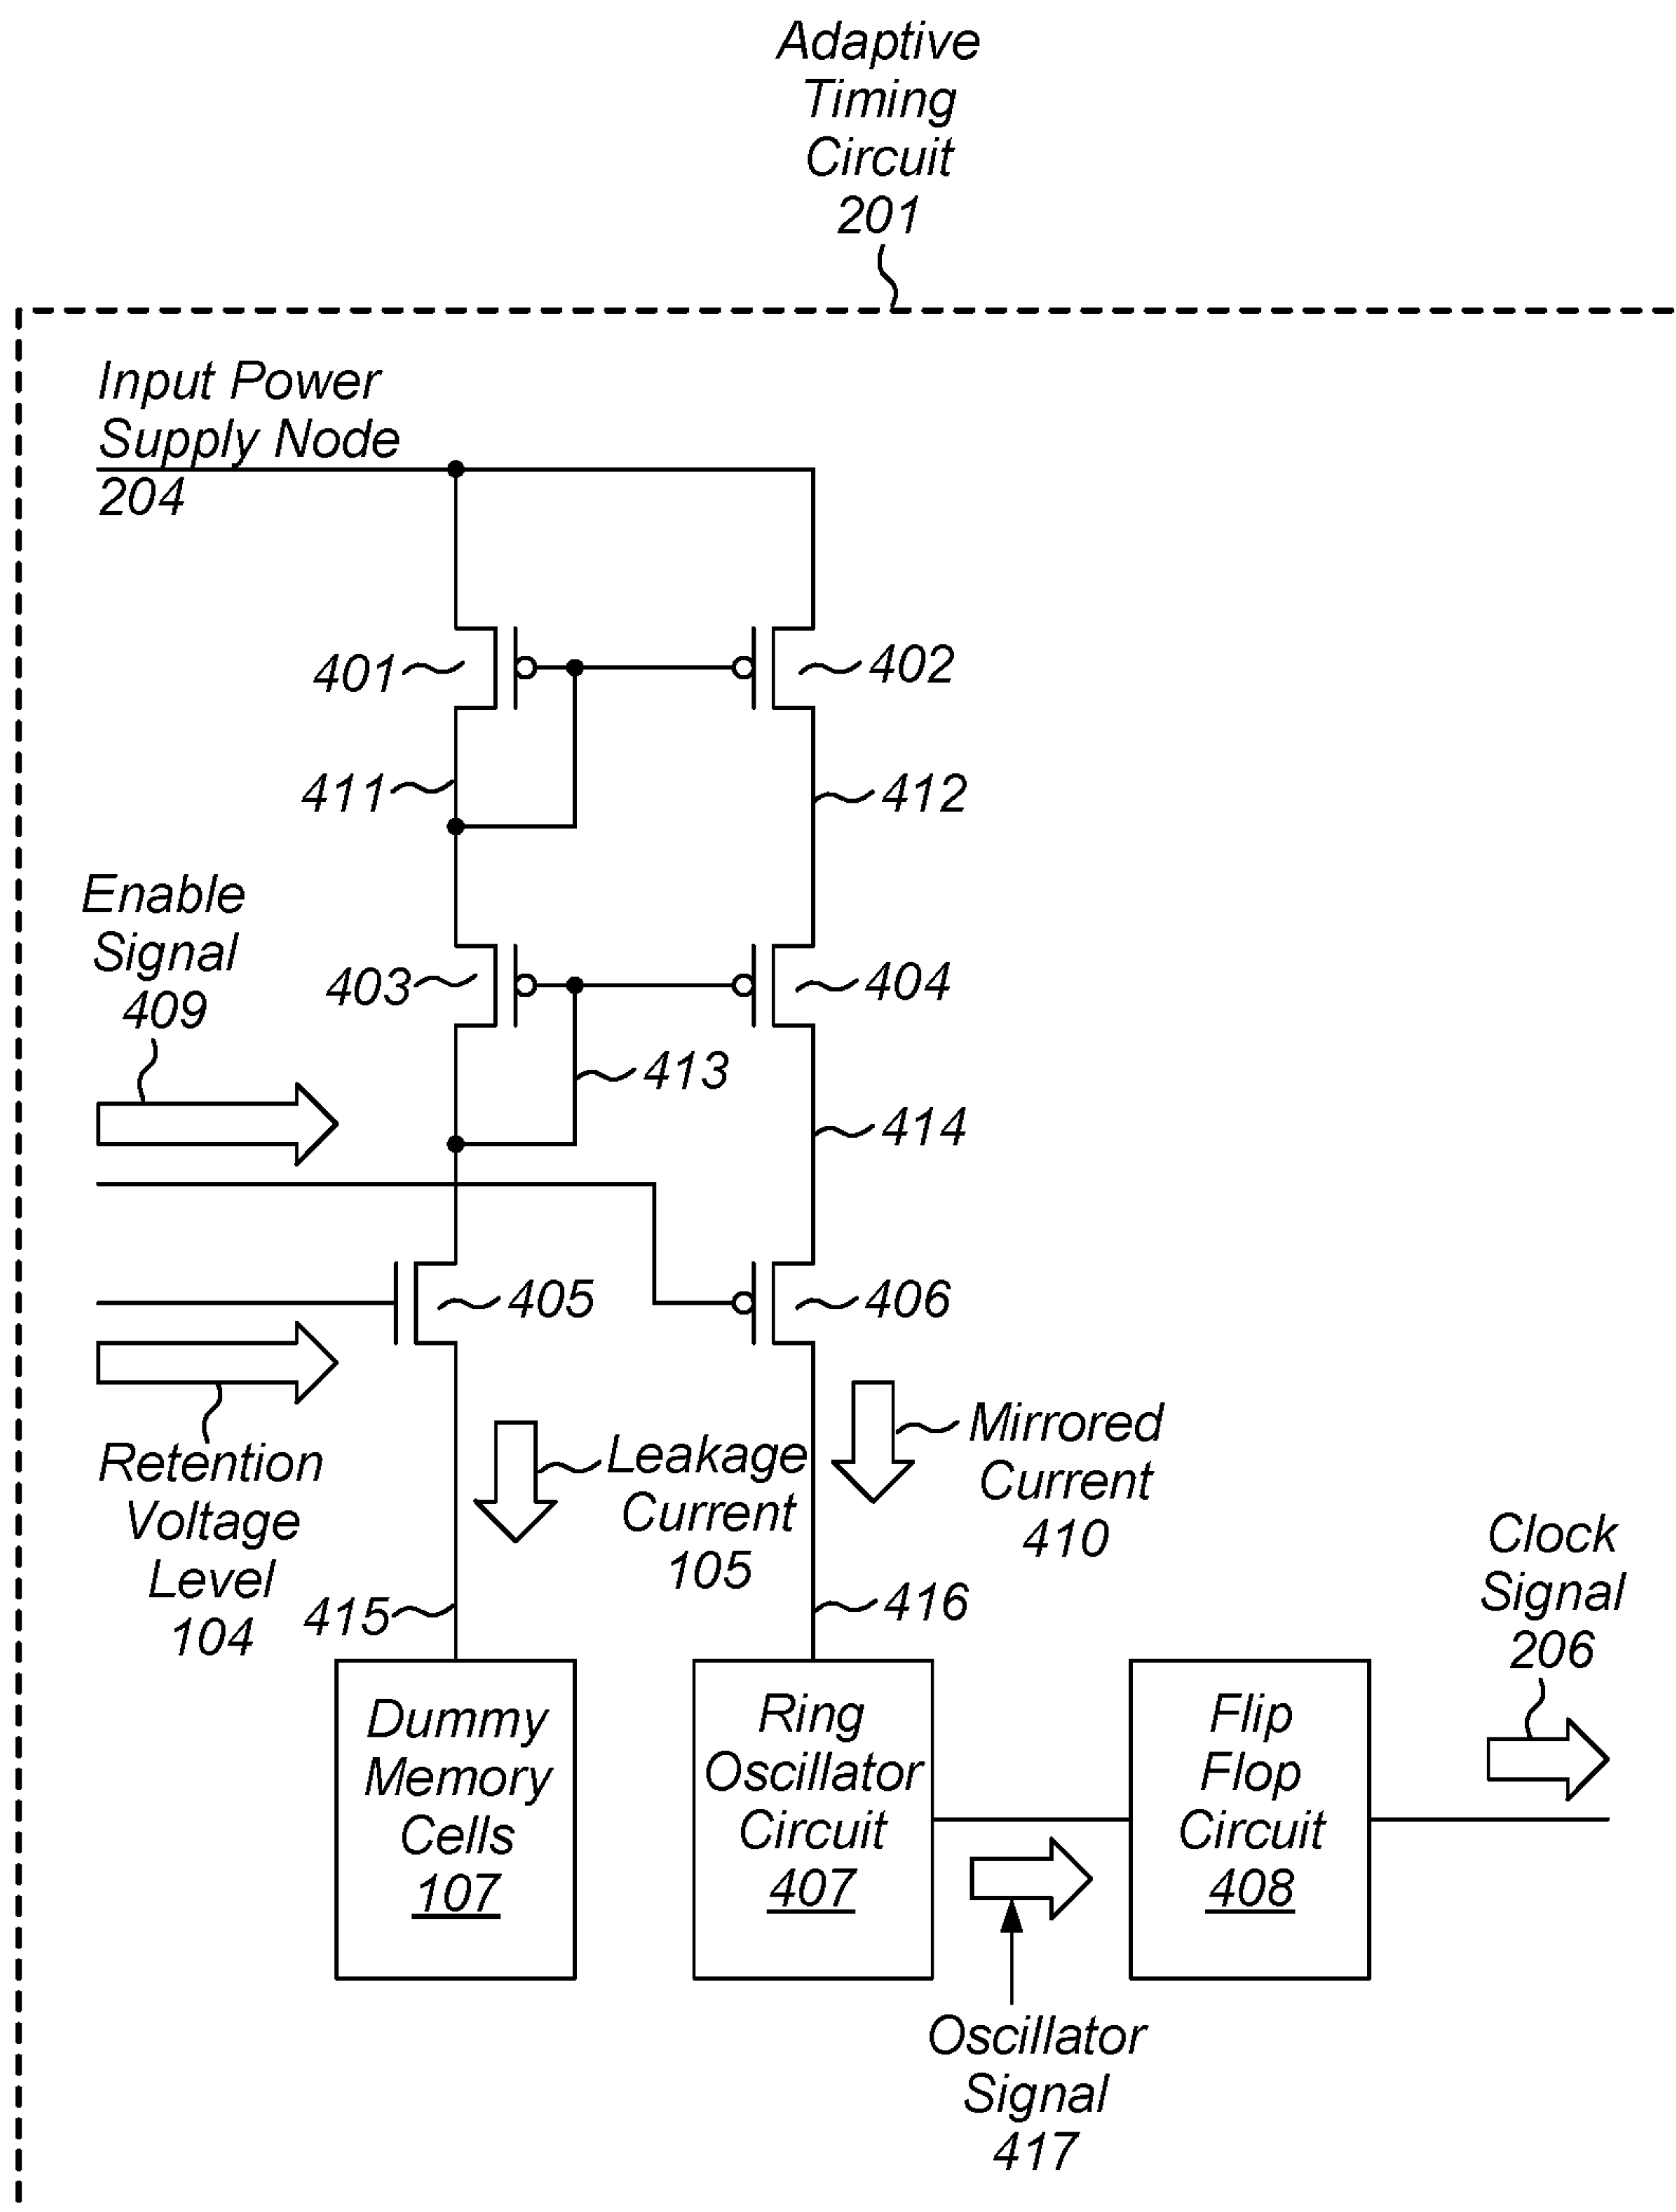 Adaptive
Timing
Circuit
201
Input Power
Supply Node
204
401
402
411
412
Enable
Signal
409
403
404
413
414
405
406
Retention
Voltage
Level
104
Leakage
Current
105
Mirrored
Current
410
415
416
Clock
Signal
206
Dummy
Memory
Cells
107
Ring
Oscillator
Circuit
407
Flip
Flop
Circuit
408
Oscillator
Signal
417